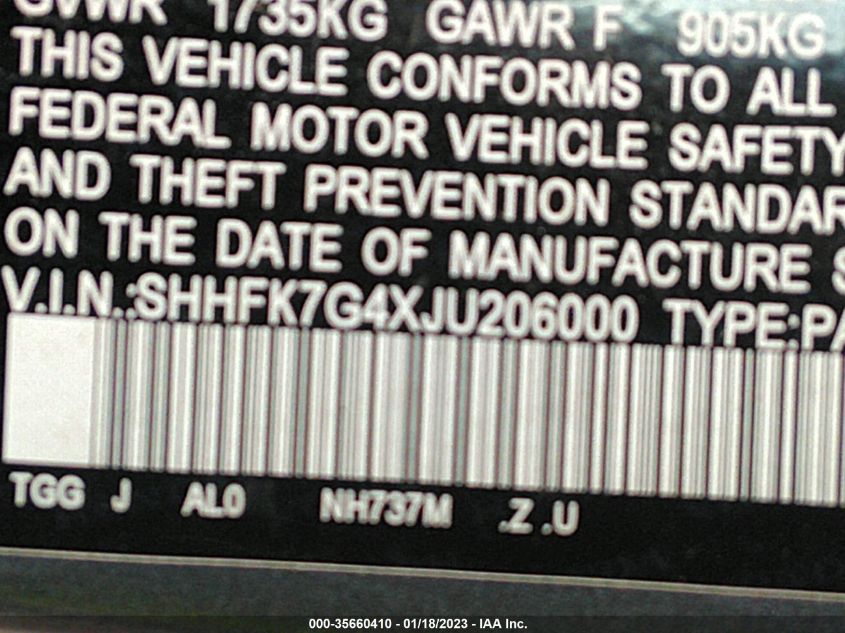 GVWR 1735KG GAWR F 905KG
THIS VEHICLE CONFORMS TO ALL
FEDERAL MOTOR VEHICLE SAFETY
AND THEFT PREVENTION STANDAR
ON THE DATE OF MANUFACTURE S
V.I.N.:SHHFK7G4XJU206000 TYPE:PA
TGG J AL0 NH737M .Z .U
000-35660410 - 01/18/2023 - IAA Inc.